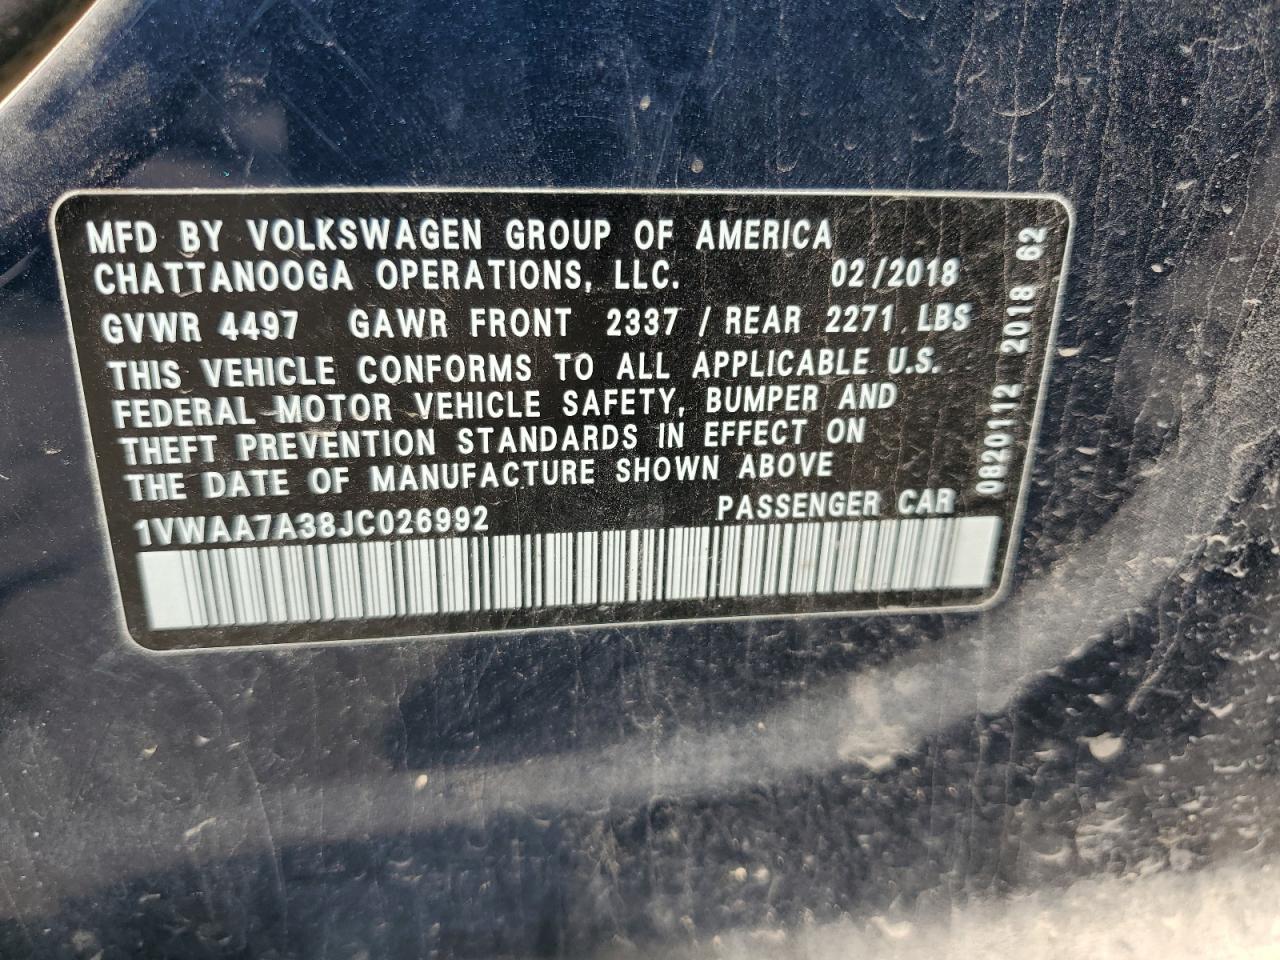 MFD BY VOLKSWAGEN GROUP OF AMERICA
CHATTANOOGA OPERATIONS, LLC. 02/2018
GVWR 4497 GAWR FRONT 2337 / REAR 2271 LBS
THIS VEHICLE CONFORMS TO ALL APPLICABLE U.S.
FEDERAL MOTOR VEHICLE SAFETY, BUMPER AND
THEFT PREVENTION STANDARDS IN EFFECT ON
THE DATE OF MANUFACTURE SHOWN ABOVE
1VWAA7A38JC026992 PASSENGER CAR
0820112 2018 62